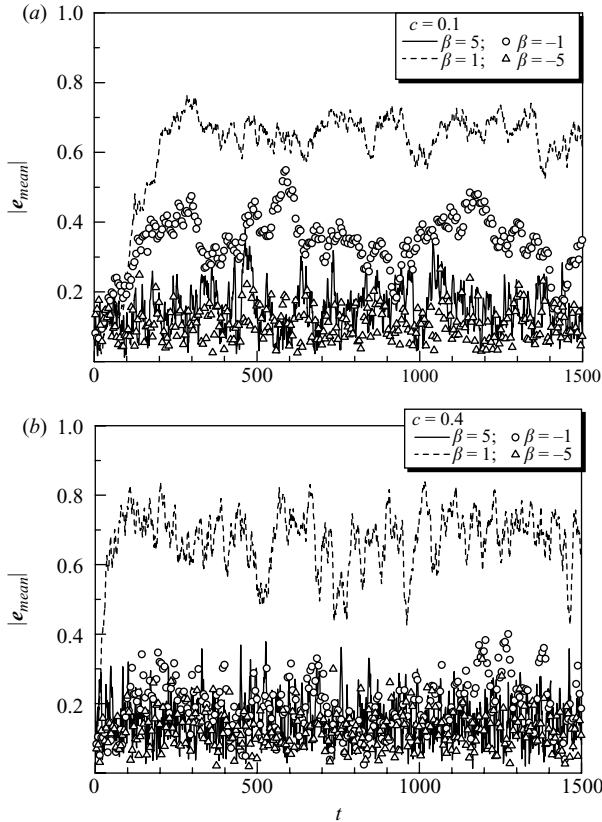 (a)
1.0
c = 0.1
β = 5; β = –1
β = 1; β = –5
0.8
0.6
|e_mean|
0.4
0.2
0 500 1000 1500
(b)
1.0
c = 0.4
β = 5; β = –1
β = 1; β = –5
0.8
0.6
|e_mean|
0.4
0.2
0 500 1000 1500
t